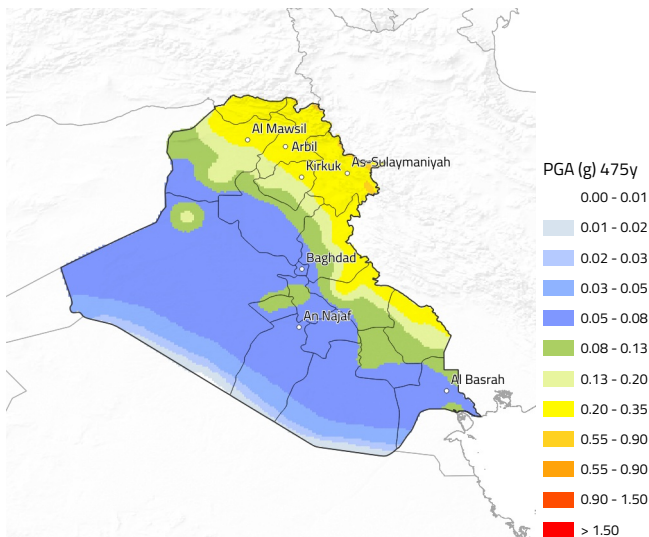 Al Mawsil
Arbil
Kirkuk
As-Sulaymaniyah
Baghdad
An Najaf
Al Basrah
PGA (g) 475y
0.00 - 0.01
0.01 - 0.02
0.02 - 0.03
0.03 - 0.05
0.05 - 0.08
0.08 - 0.13
0.13 - 0.20
0.20 - 0.35
0.55 - 0.90
0.55 - 0.90
0.90 - 1.50
> 1.50